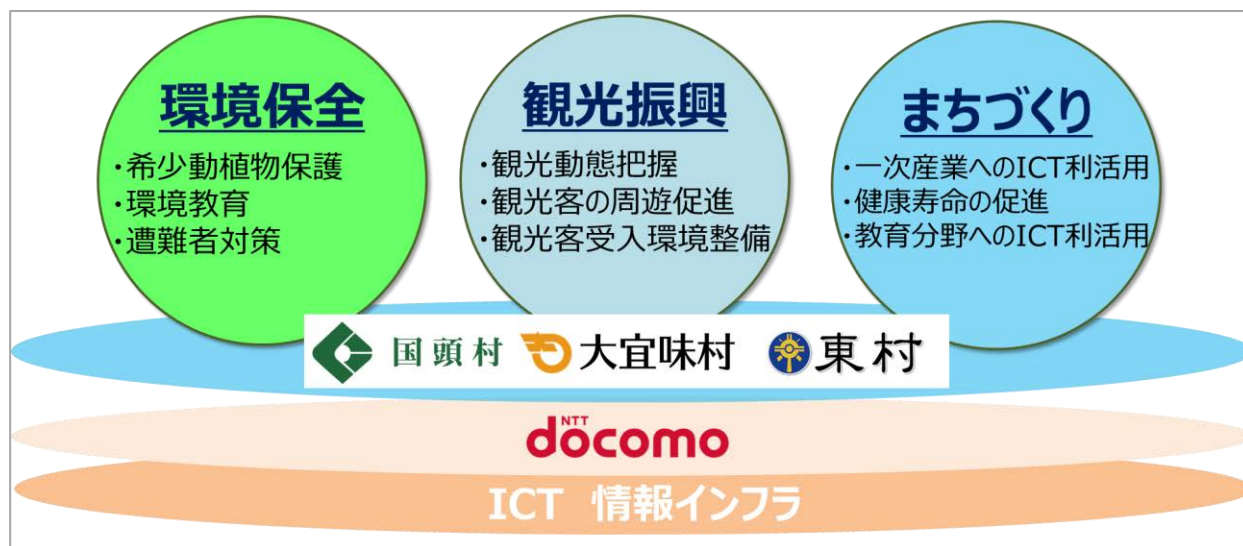 環境保全
・希少動植物保護
・環境教育
・遭難者対策
観光振興
・観光動態把握
・観光客の周遊促進
・観光客受入環境整備
まちづくり
・一次産業へのICT利活用
・健康寿命の促進
・教育分野へのICT利活用
国頭村 大宜味村 東村
NTT
docomo
ICT 情報インフラ